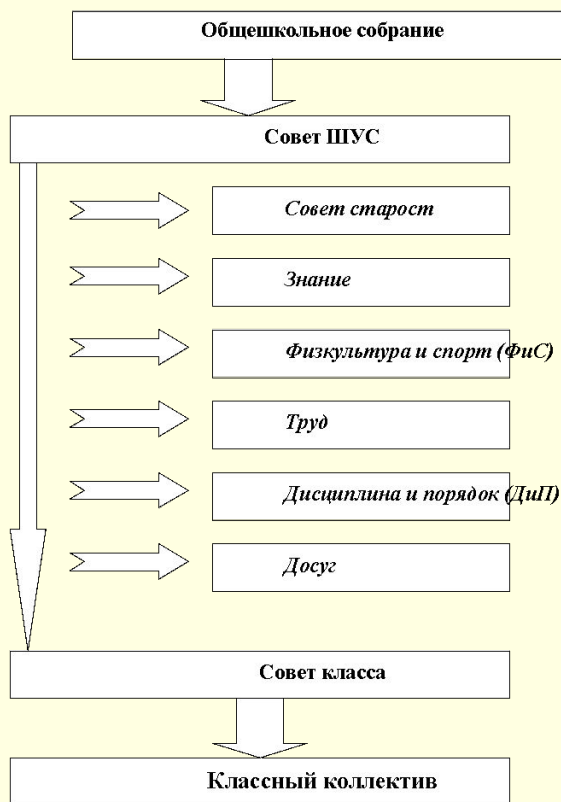 Общешкольное собрание
Совет ШУС
Совет старост
Знание
Физкультура и спорт (ФиС)
Труд
Дисциплина и порядок (ДиП)
Досуг
Совет класса
Классный коллектив